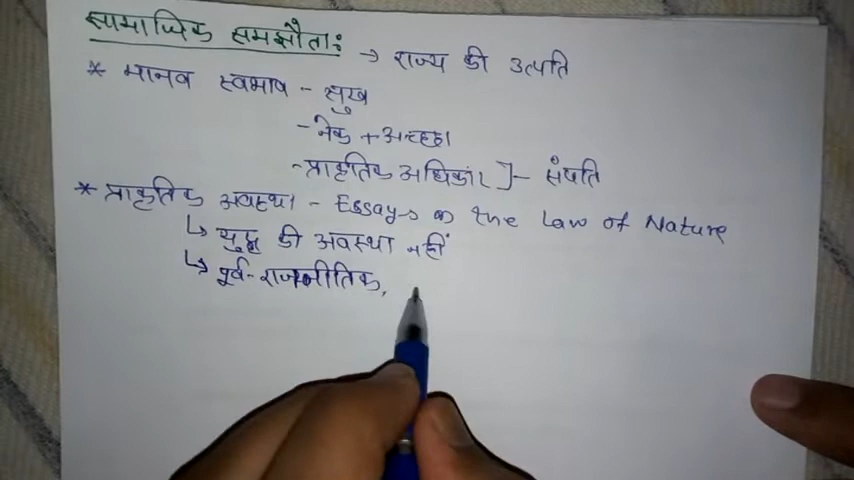 सामाजिक समझौता: → राज्य की उत्पति
* मानव स्वभाव - सुख
- नेक + अच्छा
- प्राकृतिक अधिकार ]- संपति
* प्राकृतिक अवस्था - Essays on the Law of Nature
↳ युद्ध की अवस्था नहीं
↳ पूर्व-राजनीतिक,